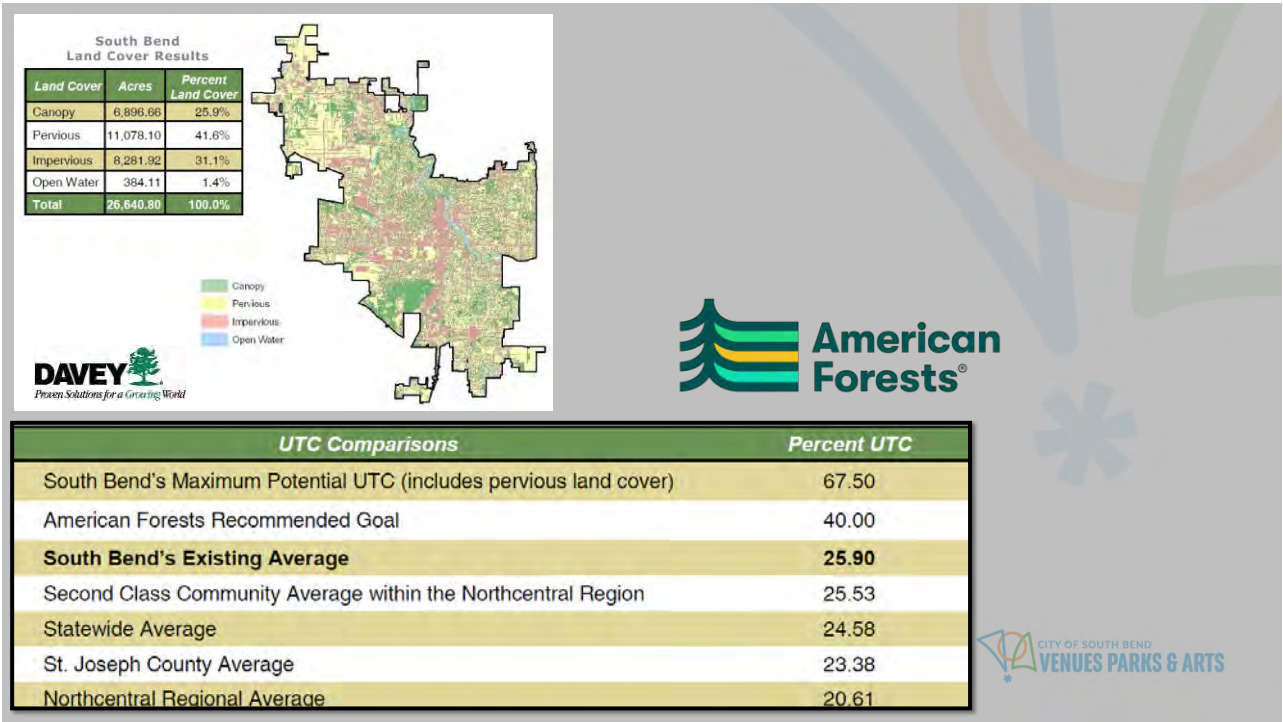 South Bend
Land Cover Results
Land Cover Acres Percent Land Cover
Canopy 6,896.66 25.9%
Pervious 11,078.10 41.6%
Impervious 8,281.92 31.1%
Open Water 384.11 1.4%
Total 26,640.80 100.0%
Canopy
Pervious
Impervious
Open Water
DAVEY
Proven Solutions for a Growing World
American
Forests®
UTC Comparisons Percent UTC
South Bend's Maximum Potential UTC (includes pervious land cover) 67.50
American Forests Recommended Goal 40.00
South Bend's Existing Average 25.90
Second Class Community Average within the Northcentral Region 25.53
Statewide Average 24.58
St. Joseph County Average 23.38
Northcentral Regional Average 20.61
CITY OF SOUTH BEND
VENUES PARKS & ARTS